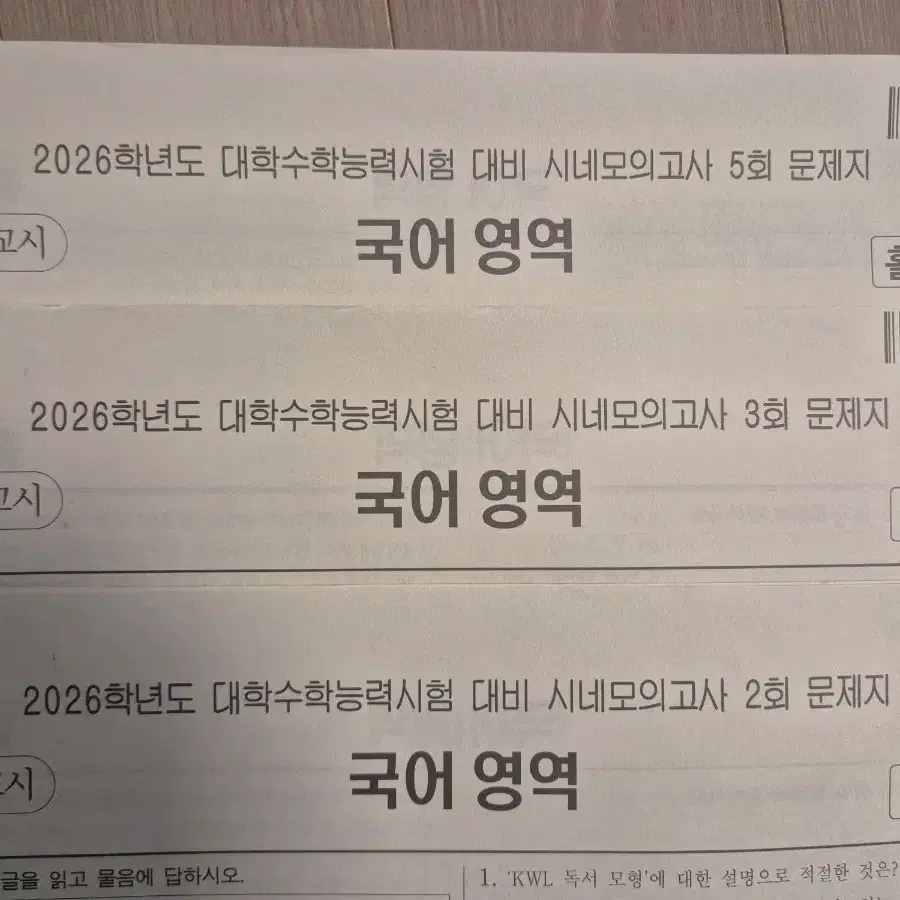 2026학년도 대학수학능력시험 대비 시네모의고사 5회 문제지
고시
국어 영역
홀
2026학년도 대학수학능력시험 대비 시네모의고사 3회 문제지
고시
국어 영역
2026학년도 대학수학능력시험 대비 시네모의고사 2회 문제지
시
국어 영역
글을 읽고 물음에 답하시오.
1. 'KWL 독서 모형'에 대한 설명으로 적절한 것은?